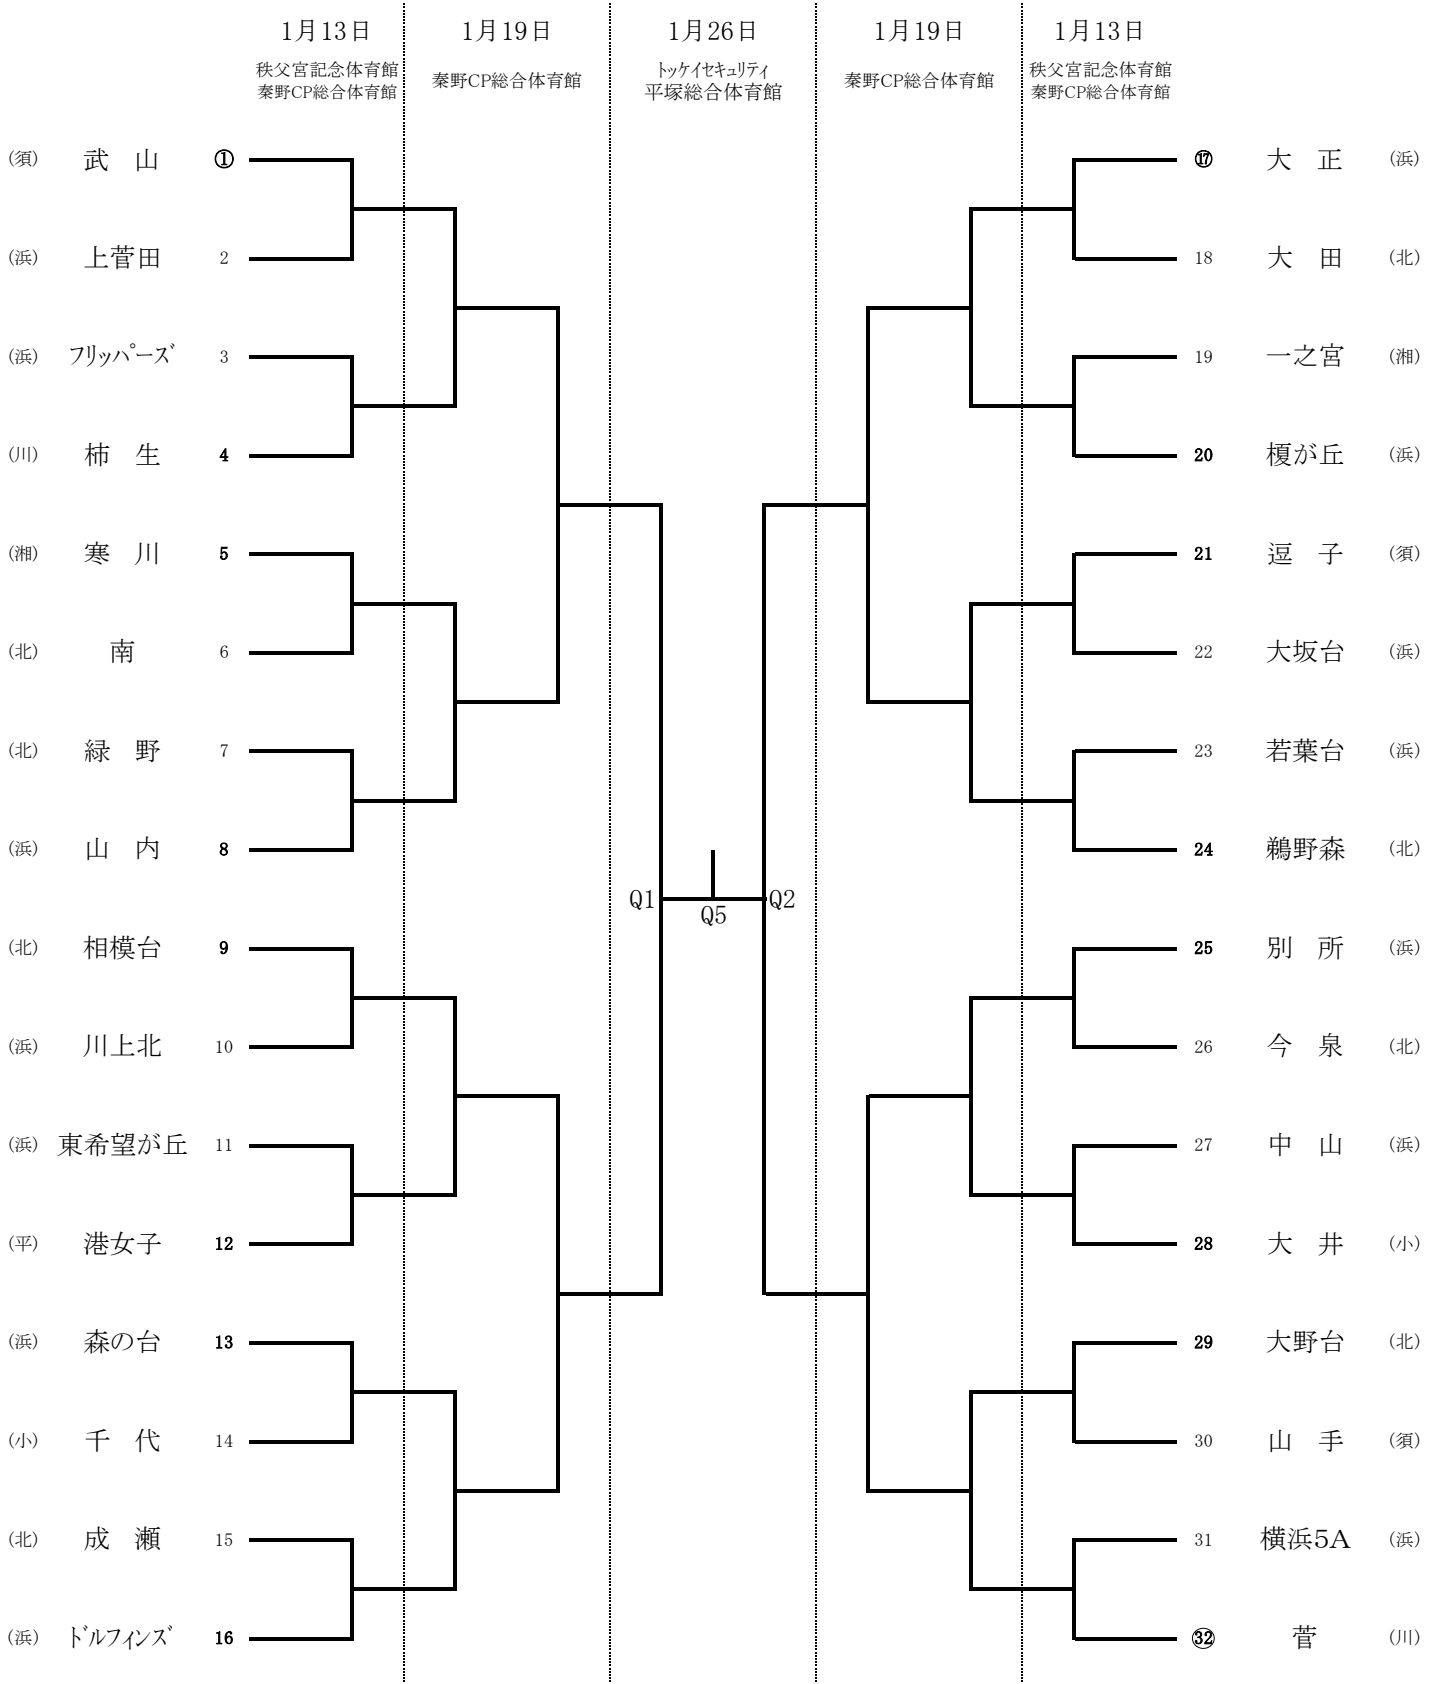 1月13日 1月19日 1月26日 1月19日 1月13日
秩父宮記念体育館 秦野CP総合体育館 トッケイセキュリティ 秦野CP総合体育館 秩父宮記念体育館
秦野CP総合体育館 平塚総合体育館 秦野CP総合体育館
(須) 武 山 ① ⑰ 大 正 (浜)
(浜) 上菅田 2 18 大 田 (北)
(浜) フリッパーズ 3 19 一之宮 (湘)
(川) 柿 生 4 20 榎が丘 (浜)
(湘) 寒 川 5 21 逗 子 (須)
(北) 南 6 22 大坂台 (浜)
(北) 緑 野 7 23 若葉台 (浜)
(浜) 山 内 8 24 鵜野森 (北)
Q1 Q2
Q5
(北) 相模台 9 25 別 所 (浜)
(浜) 川上北 10 26 今 泉 (北)
(浜) 東希望が丘 11 27 中 山 (浜)
(平) 港女子 12 28 大 井 (小)
(浜) 森の台 13 29 大野台 (北)
(小) 千 代 14 30 山 手 (須)
(北) 成 瀬 15 31 横浜5A (浜)
(浜) ドルフィンズ 16 ㉜ 菅 (川)